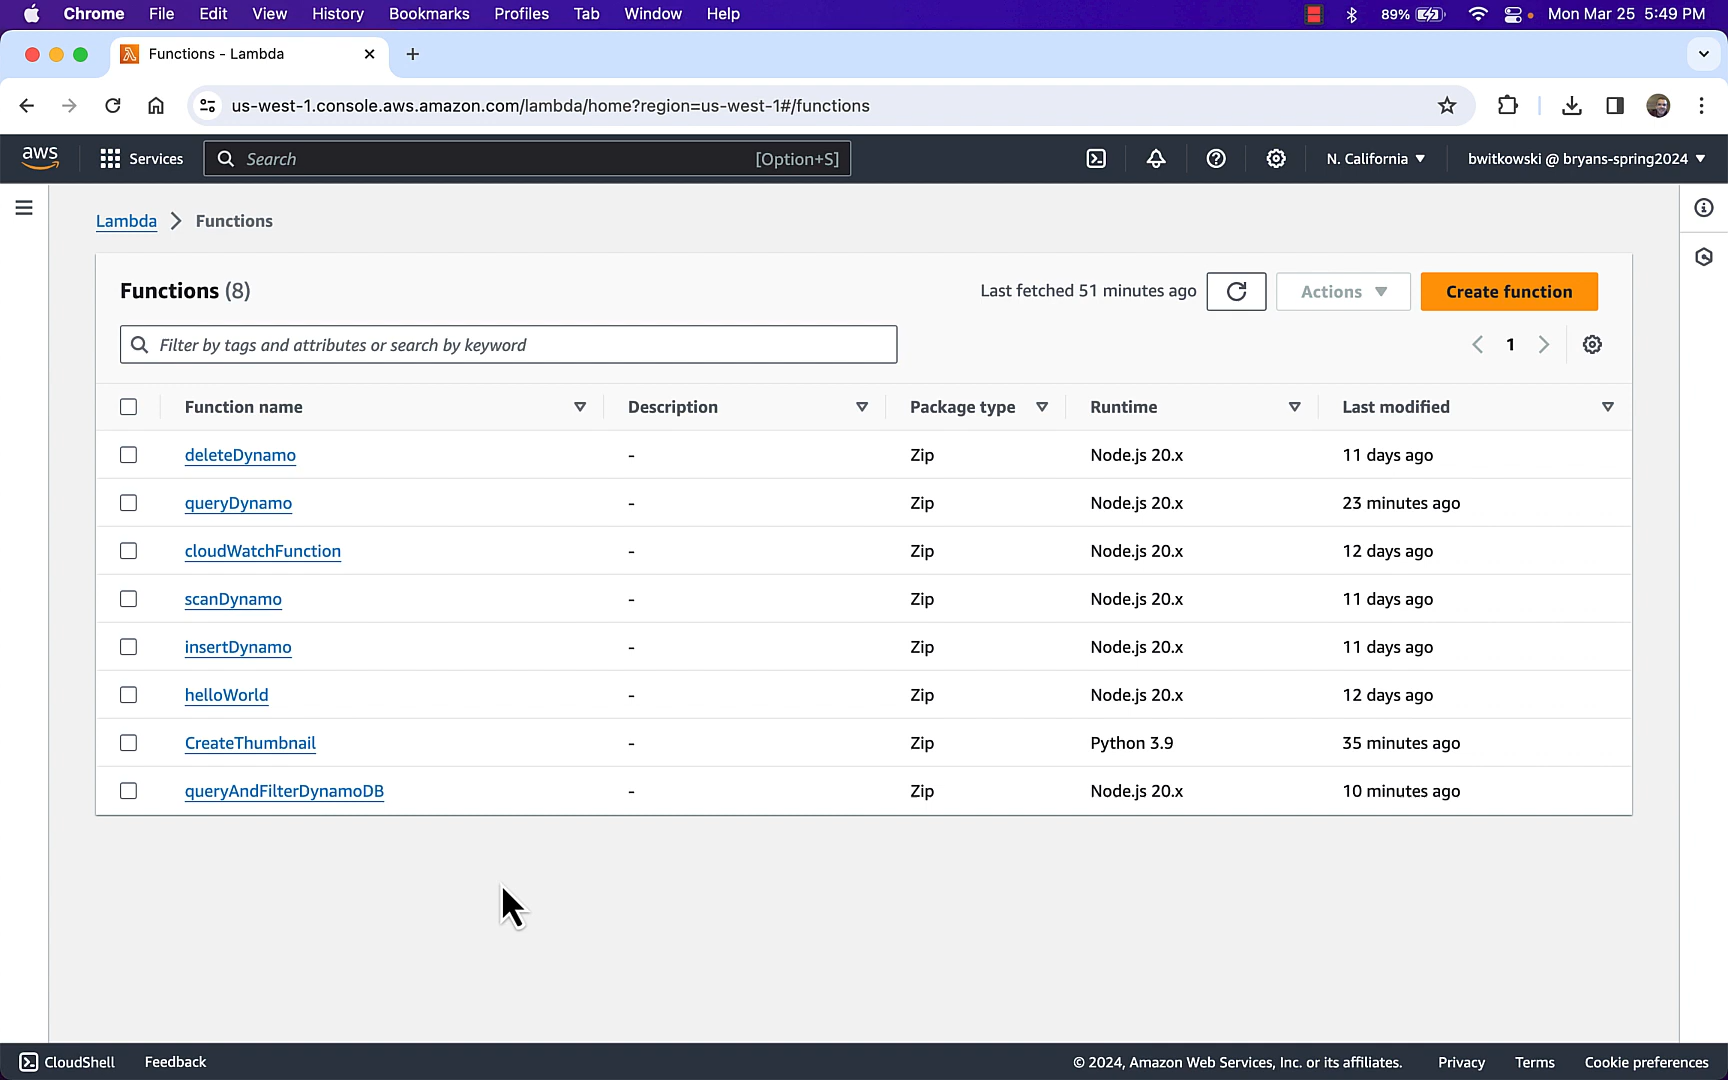 Chrome File Edit View History Bookmarks Profiles Tab Window Help 89% Mon Mar 25 5:49 PM
Functions - Lambda
us-west-1.console.aws.amazon.com/lambda/home?region=us-west-1#/functions
aws Services Search [Option+S] N. California bwitkowski @ bryans-spring2024
Lambda Functions
Functions (8) Last fetched 51 minutes ago Actions Create function
Filter by tags and attributes or search by keyword 1
Function name Description Package type Runtime Last modified
deleteDynamo - Zip Node.js 20.x 11 days ago
queryDynamo - Zip Node.js 20.x 23 minutes ago
cloudWatchFunction - Zip Node.js 20.x 12 days ago
scanDynamo - Zip Node.js 20.x 11 days ago
insertDynamo - Zip Node.js 20.x 11 days ago
helloWorld - Zip Node.js 20.x 12 days ago
CreateThumbnail - Zip Python 3.9 35 minutes ago
queryAndFilterDynamoDB - Zip Node.js 20.x 10 minutes ago
CloudShell Feedback © 2024, Amazon Web Services, Inc. or its affiliates. Privacy Terms Cookie preferences